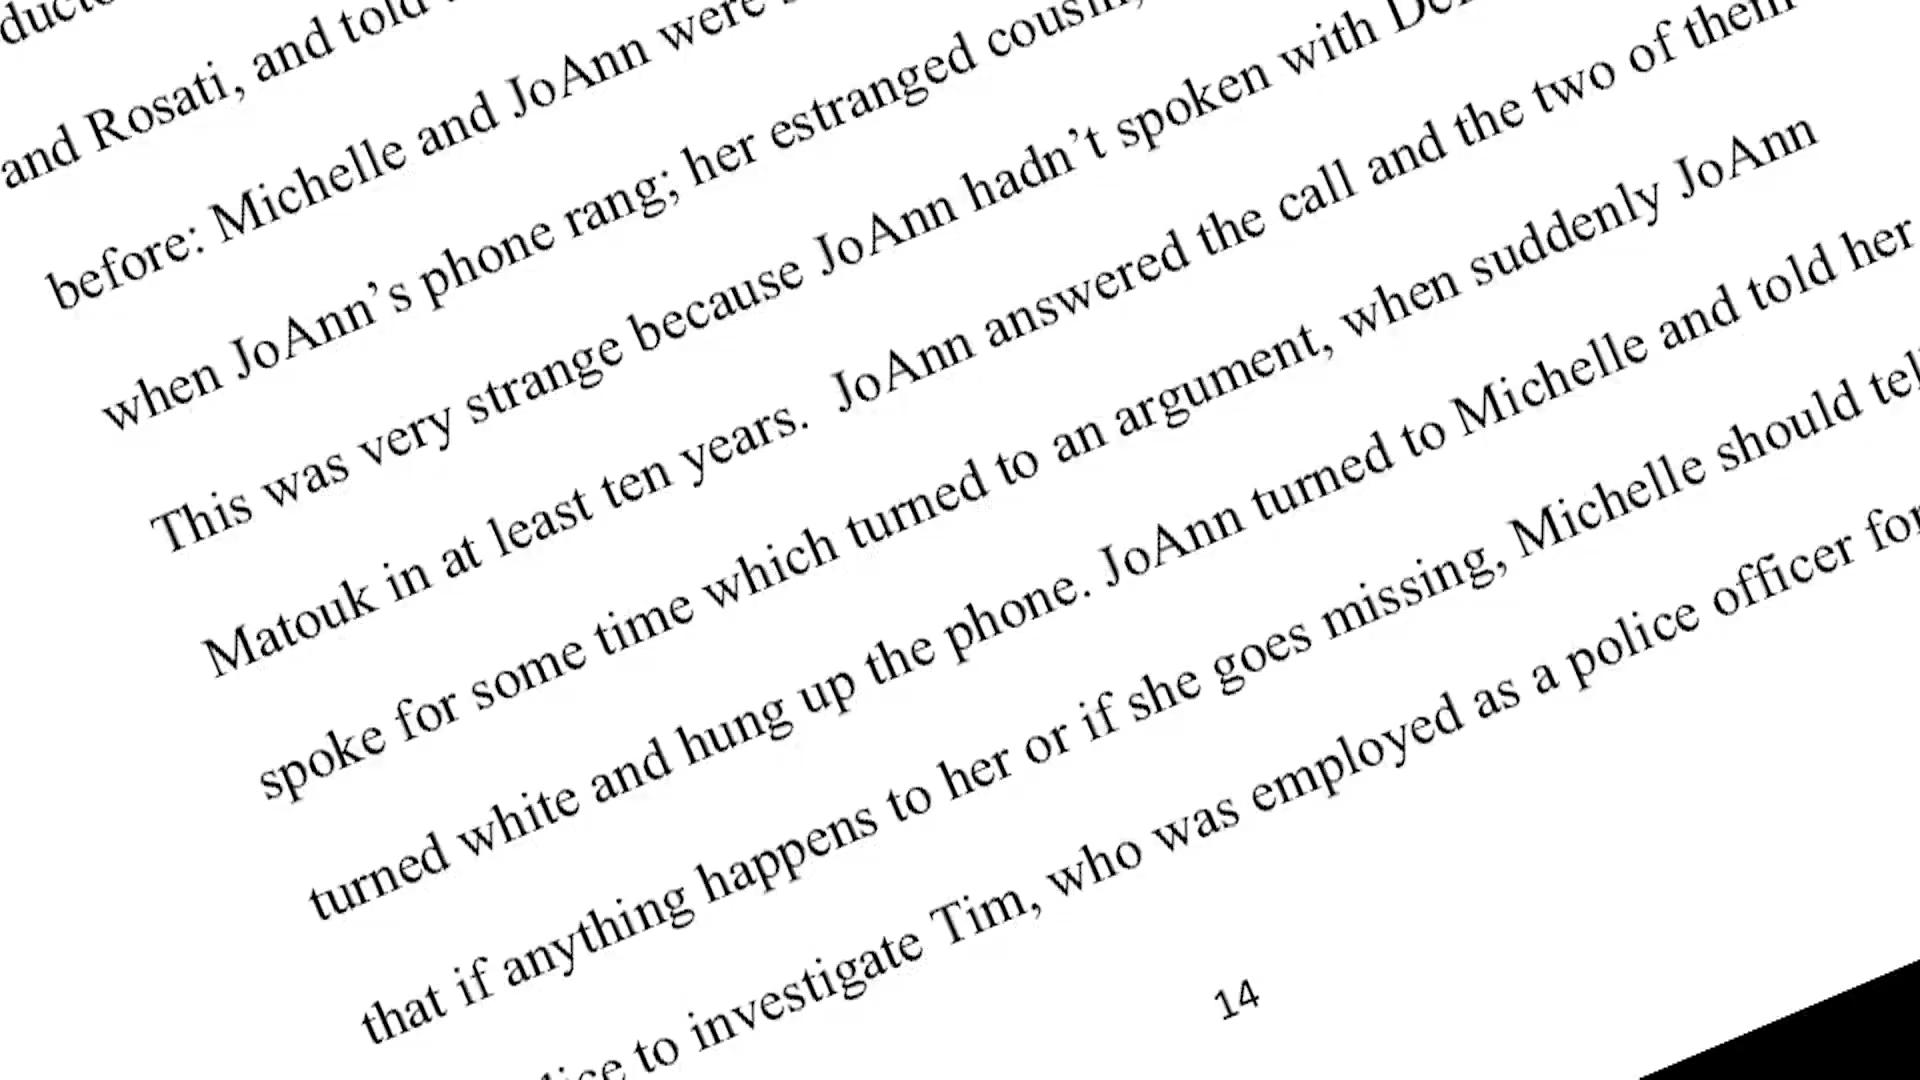 and Rosati, and told
before: Michelle and JoAnn were
when JoAnn's phone rang; her estranged cousin,
This was very strange because JoAnn hadn't spoken with
Matouk in at least ten years.  JoAnn answered the call and the two of them
spoke for some time which turned to an argument, when suddenly JoAnn
turned white and hung up the phone. JoAnn turned to Michelle and told her
that if anything happens to her or if she goes missing, Michelle should tell
to investigate Tim, who was employed as a police officer for
14